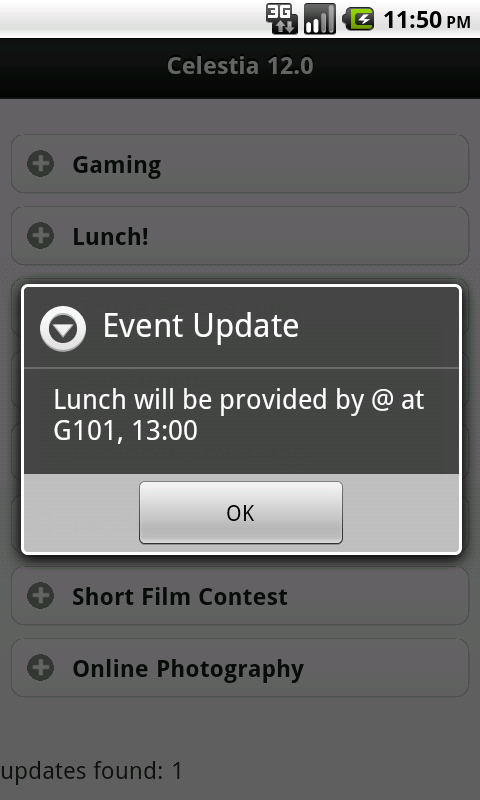 3G 11:50 PM
Celestia 12.0
Gaming
Lunch!
Event Update
Lunch will be provided by @ at
G101, 13:00
OK
Short Film Contest
Online Photography
updates found: 1